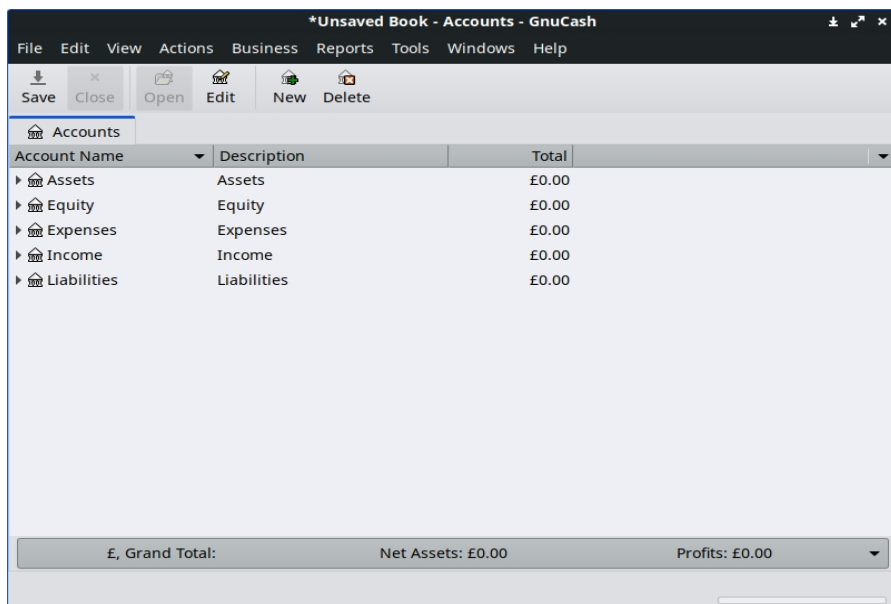 *Unsaved Book - Accounts - GnuCash
File Edit View Actions Business Reports Tools Windows Help
Save Close Open Edit New Delete
Accounts
Account Name Description Total
Assets Assets £0.00
Equity Equity £0.00
Expenses Expenses £0.00
Income Income £0.00
Liabilities Liabilities £0.00
£, Grand Total: Net Assets: £0.00 Profits: £0.00